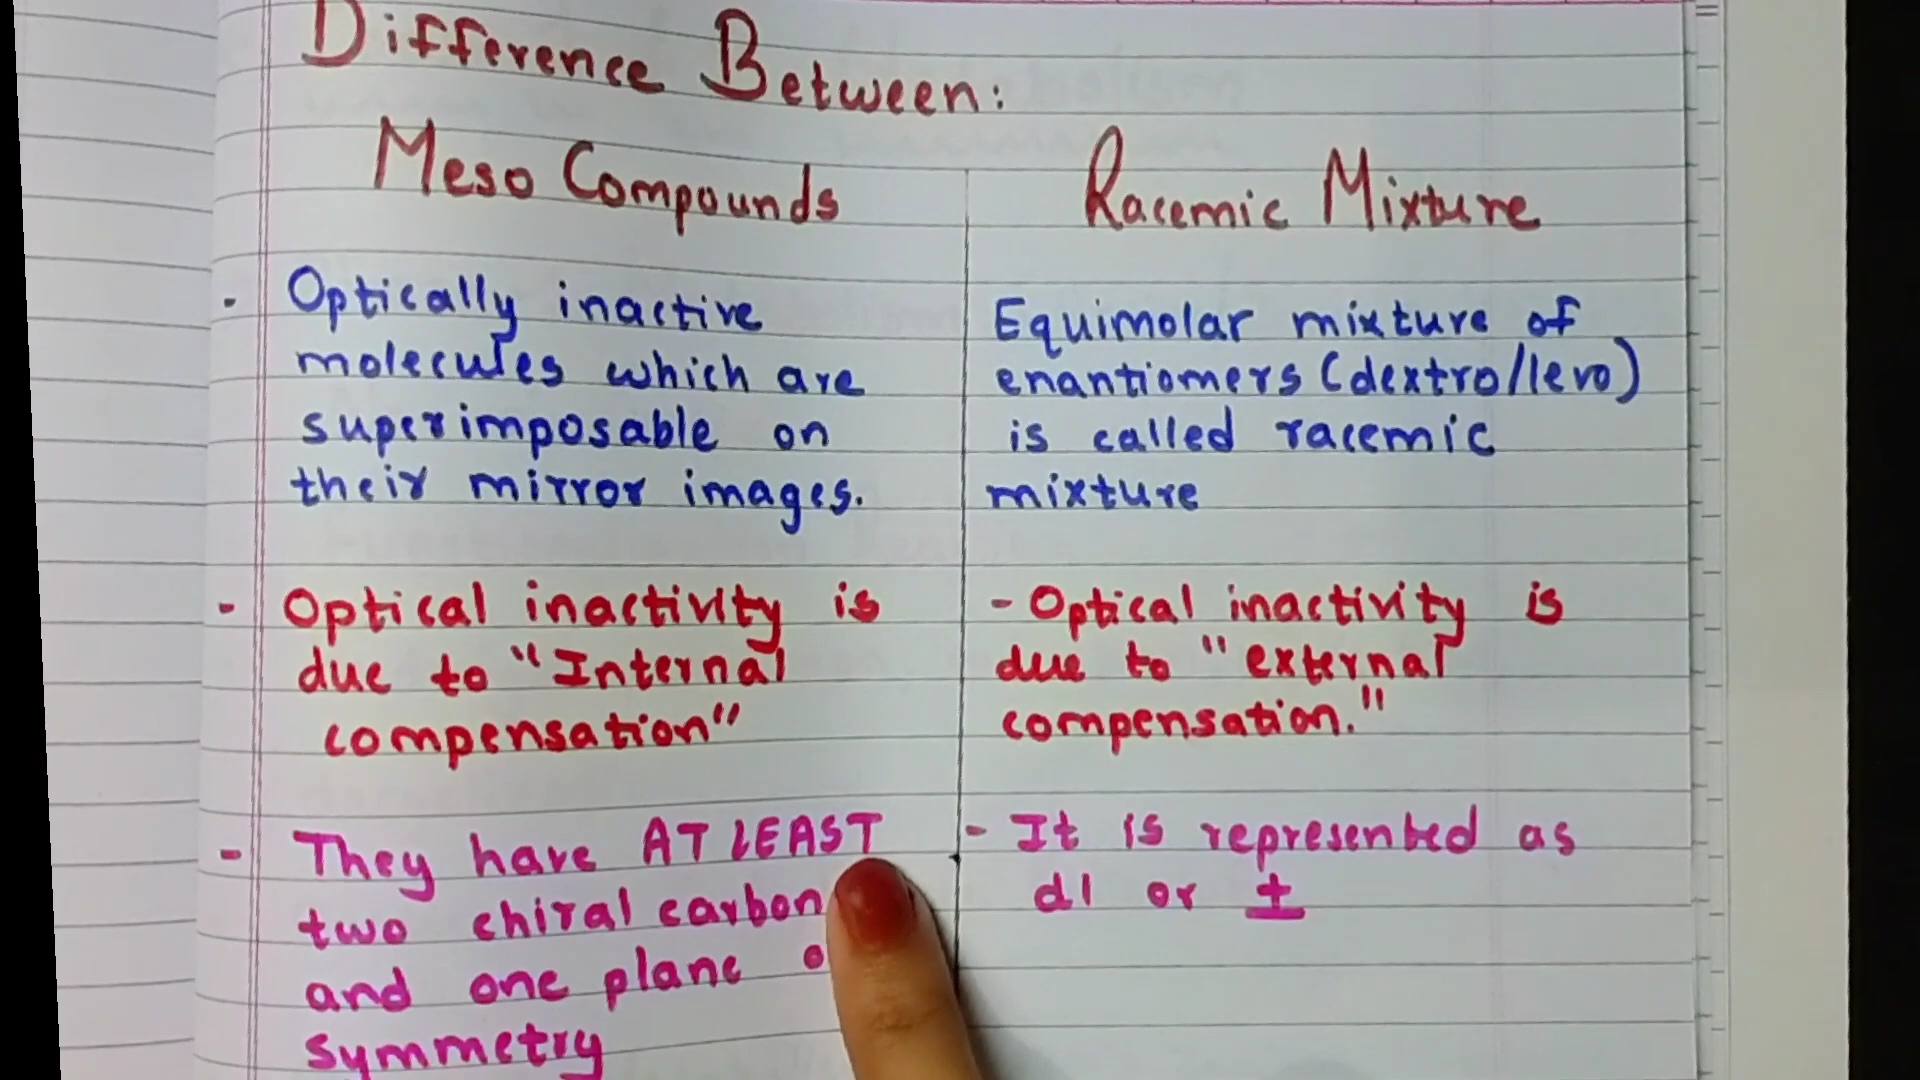 Difference Between:
Meso Compounds
- Optically inactive
molecules which are
superimposable on
their mirror images.
- Optical inactivity is
due to "Internal
compensation"
- They have AT LEAST
two chiral carbon
and one plane o
symmetry
Racemic Mixture
Equimolar mixture of
enantiomers (dextro/levo)
is called racemic
mixture
- Optical inactivity is
due to "external
compensation."
- It is represented as
dl or ±